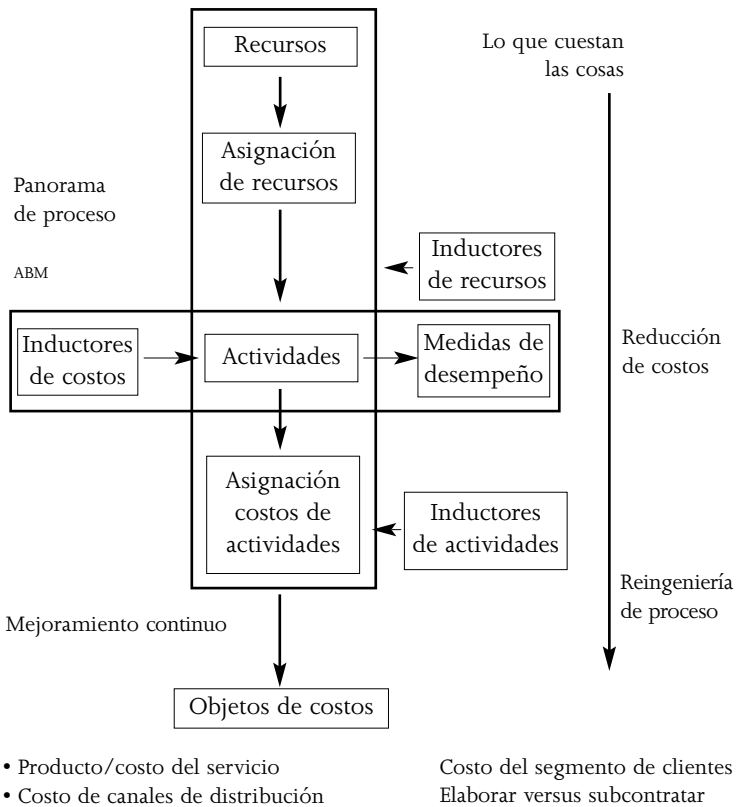 Recursos
Lo que cuestan
las cosas
Asignación
de recursos
Panorama
de proceso
ABM
Inductores
de recursos
Inductores
de costos
Actividades
Medidas de
desempeño
Reducción
de costos
Asignación
costos de
actividades
Inductores
de actividades
Reingeniería
de proceso
Mejoramiento continuo
Objetos de costos
• Producto/costo del servicio
Costo del segmento de clientes
• Costo de canales de distribución
Elaborar versus subcontratar